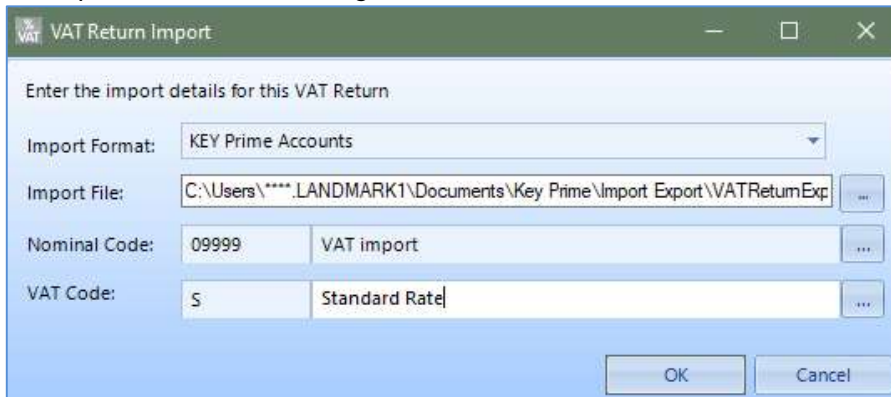 % VAT VAT Return Import
Enter the import details for this VAT Return
Import Format: KEY Prime Accounts
Import File: C:\Users\****.LANDMARK1\Documents\Key Prime\Import Export\VATReturnExp ...
Nominal Code: 09999 VAT import ...
VAT Code: S Standard Rate ...
OK Cancel